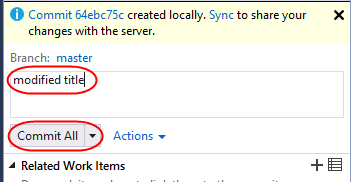 Commit 64ebc75c created locally. Sync to share your
changes with the server.
Branch: master
modified title
Commit All
Actions
Related Work Items